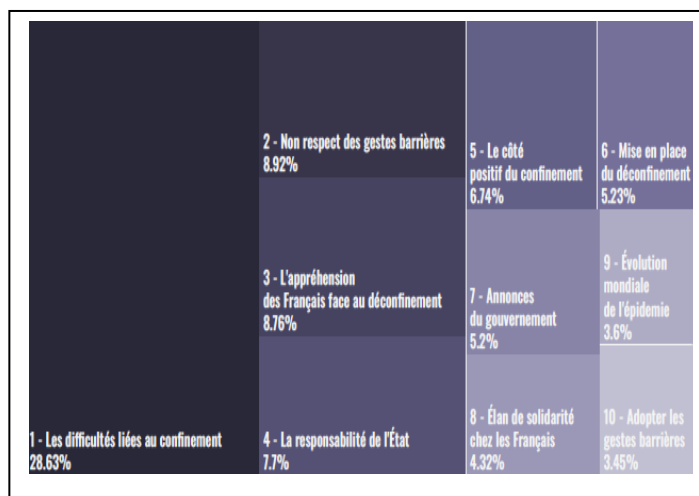 1 - Les difficultés liées au confinement
28.63%
2 - Non respect des gestes barrières
8.92%
3 - L'appréhension
des Français face au déconfinement
8.76%
4 - La responsabilité de l'État
7.7%
5 - Le côté
positif du confinement
6.74%
6 - Mise en place
du déconfinement
5.23%
7 - Annonces
du gouvernement
5.2%
8 - Élan de solidarité
chez les Français
4.32%
9 - Évolution
mondiale
de l'épidemie
3.6%
10 - Adopter les
gestes barrières
3.45%